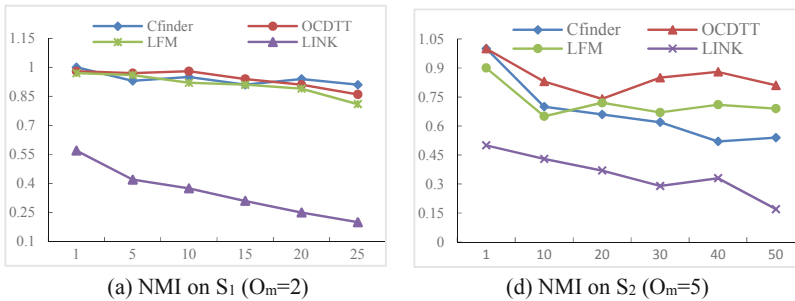 Cfinder OCDTT
LFM LINK
1.15
1
0.85
0.7
0.55
0.4
0.25
0.1
1 5 10 15 20 25
(a) NMI on S₁ (Oₘ=2)
Cfinder OCDTT
LFM LINK
1.05
0.9
0.75
0.6
0.45
0.3
0.15
0
1 10 20 30 40 50
(d) NMI on S₂ (Oₘ=5)